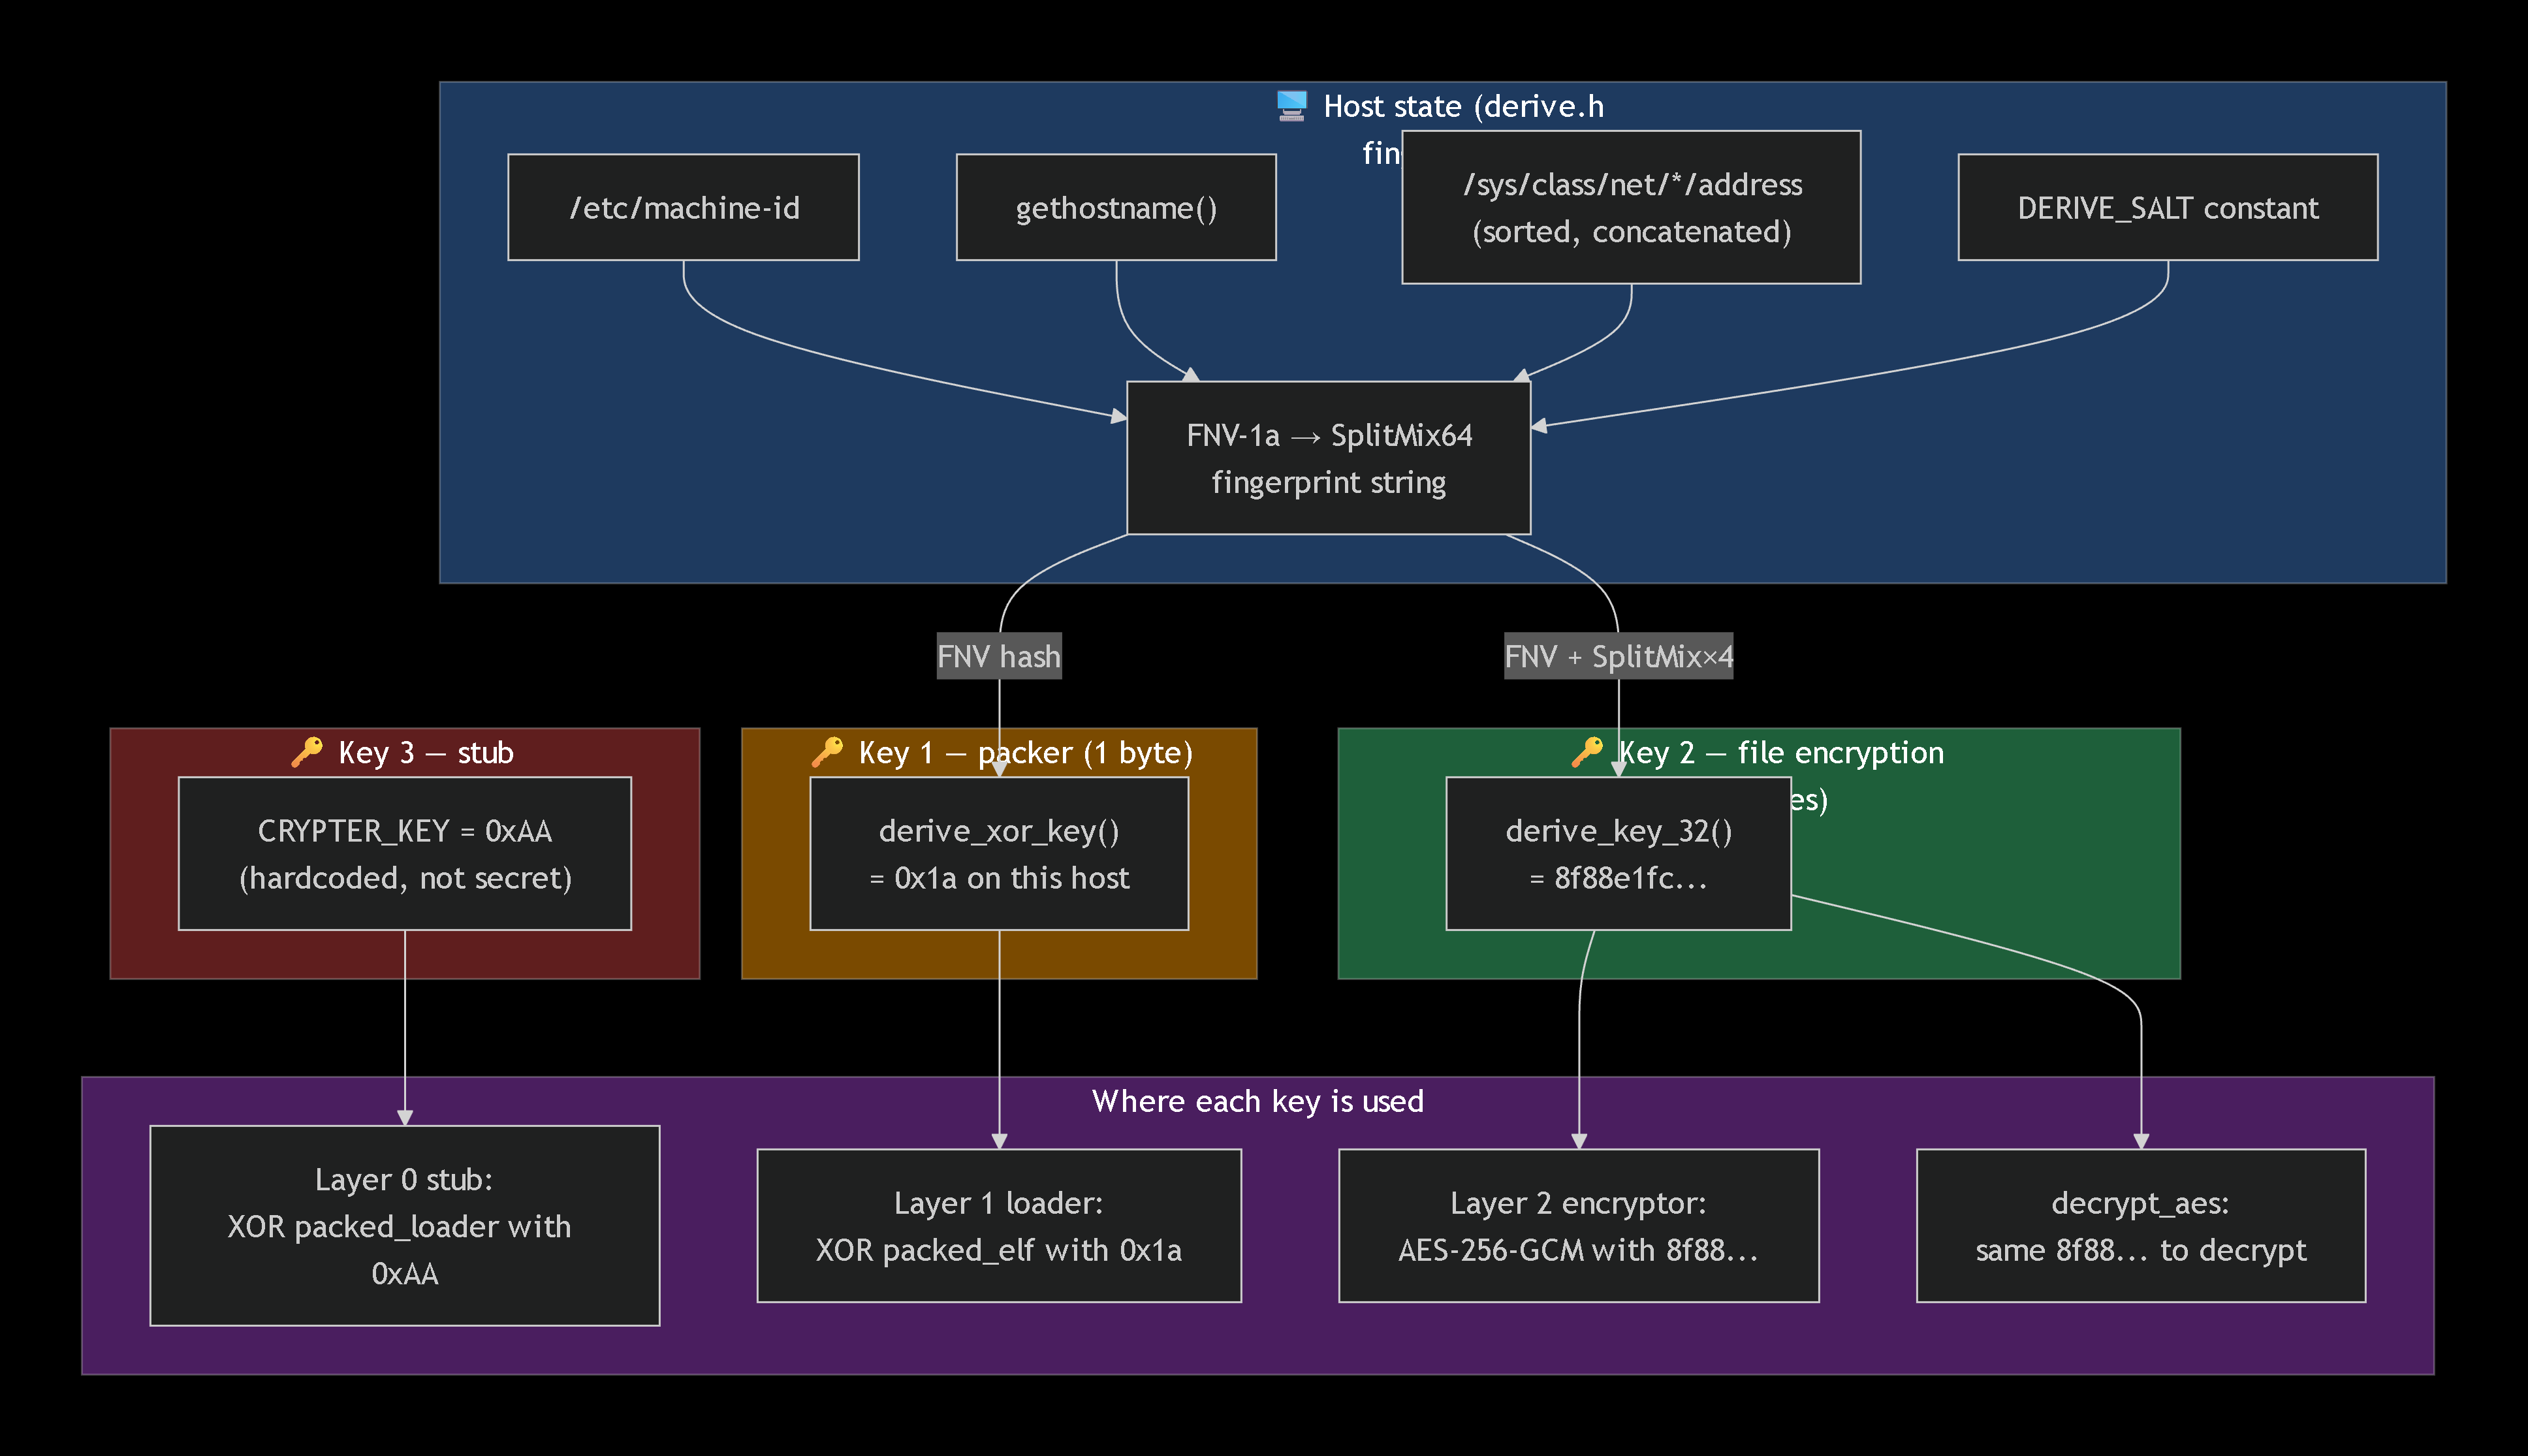 Host state (derive.h
fin
/etc/machine-id
gethostname()
/sys/class/net/*/address
(sorted, concatenated)
DERIVE_SALT constant
FNV-1a → SplitMix64
fingerprint string
FNV hash
FNV + SplitMix×4
🔑 Key 3 — stub
CRYPTER_KEY = 0xAA
(hardcoded, not secret)
🔑 Key 1 — packer (1 byte)
derive_xor_key()
= 0x1a on this host
🔑 Key 2 — file encryption
es)
derive_key_32()
= 8f88e1fc...
Where each key is used
Layer 0 stub:
XOR packed_loader with
0xAA
Layer 1 loader:
XOR packed_elf with 0x1a
Layer 2 encryptor:
AES-256-GCM with 8f88...
decrypt_aes:
same 8f88... to decrypt